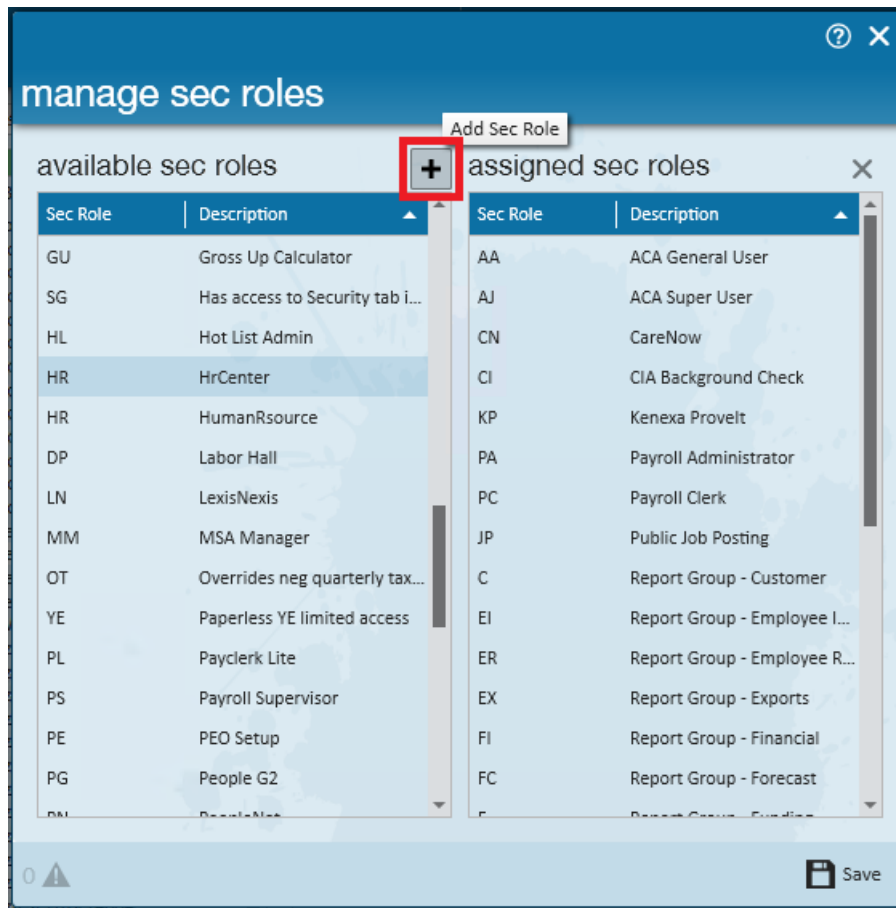 manage sec roles
Add Sec Role
available sec roles
assigned sec roles
Sec Role Description Sec Role Description
GU Gross Up Calculator AA ACA General User
SG Has access to Security tab i... AJ ACA Super User
HL Hot List Admin CN CareNow
HR HrCenter CI CIA Background Check
HR HumanRsource KP Kenexa ProveIt
DP Labor Hall PA Payroll Administrator
LN LexisNexis PC Payroll Clerk
MM MSA Manager JP Public Job Posting
OT Overrides neg quarterly tax... C Report Group - Customer
YE Paperless YE limited access EI Report Group - Employee I...
PL Payclerk Lite ER Report Group - Employee R...
PS Payroll Supervisor EX Report Group - Exports
PE PEO Setup FI Report Group - Financial
PG People G2 FC Report Group - Forecast
PN PeopleNet Report Group - Funding
0 Save